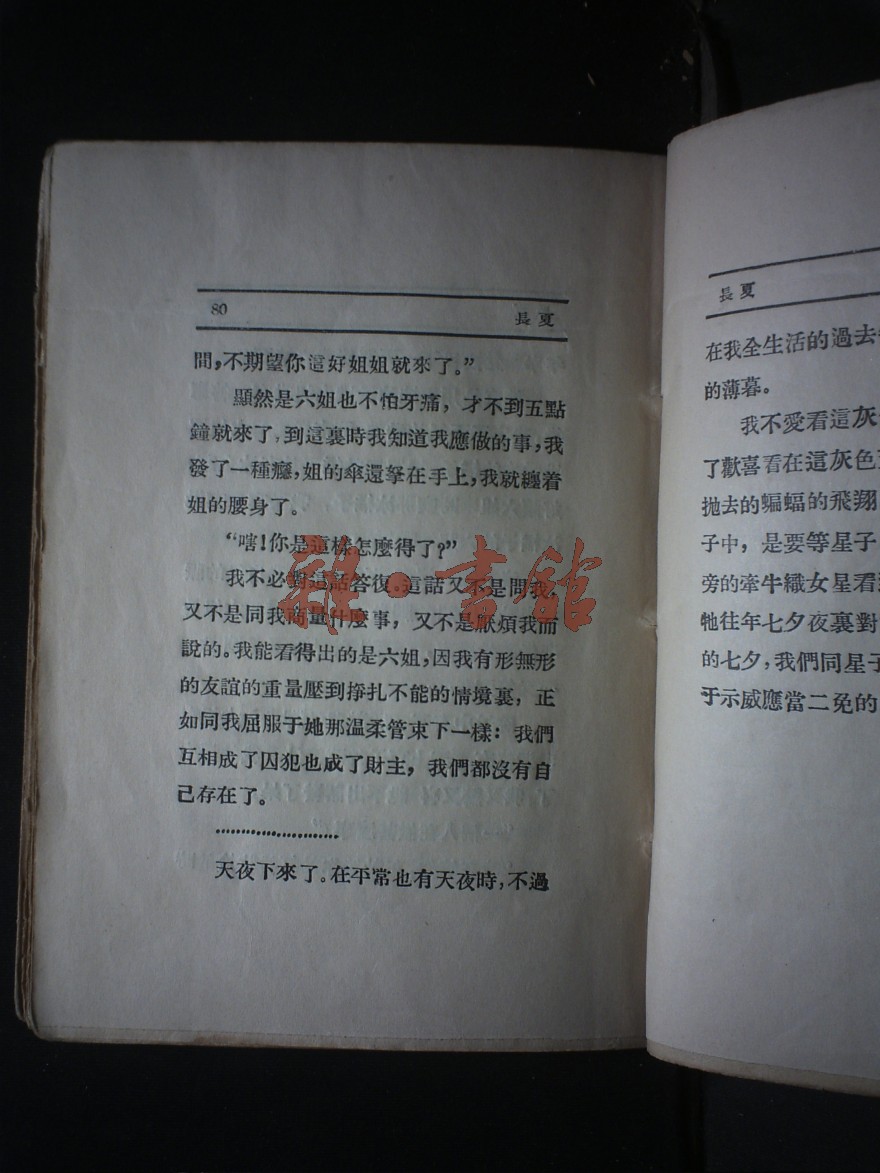 80 長夏
間，不期望你這好姐姐就來了。”
顯然是六姐也不怕牙痛，才不到五點
鐘就來了，到這裏時我知道我應做的事，我
發了一種癮，姐的傘還拏在手上，我就纏着
姐的腰身了。
“嗐！你是這樣怎麼得了？”
我不必對這話答復。這話又不是問我，
又不是同我商量什麼事，又不是厭煩我而
說的。我能看得出的是六姐，因我有形無形
的友誼的重量壓到掙扎不能的情境裏，正
如同我屈服于她那溫柔管束下一樣：我們
互相成了囚犯也成了財主，我們都沒有自
己存在了。
…………………
天夜下來了。在平常也有天夜時，不過
長夏
在我全生活的過去
的薄暮。
我不愛看這灰
了歡喜看在這灰色
拋去的蝙蝠的飛翔
子中，是要等星子
旁的牽牛織女星看
牠往年七夕夜裏對
的七夕，我們同星子
于示威應當二免的
雜·書館